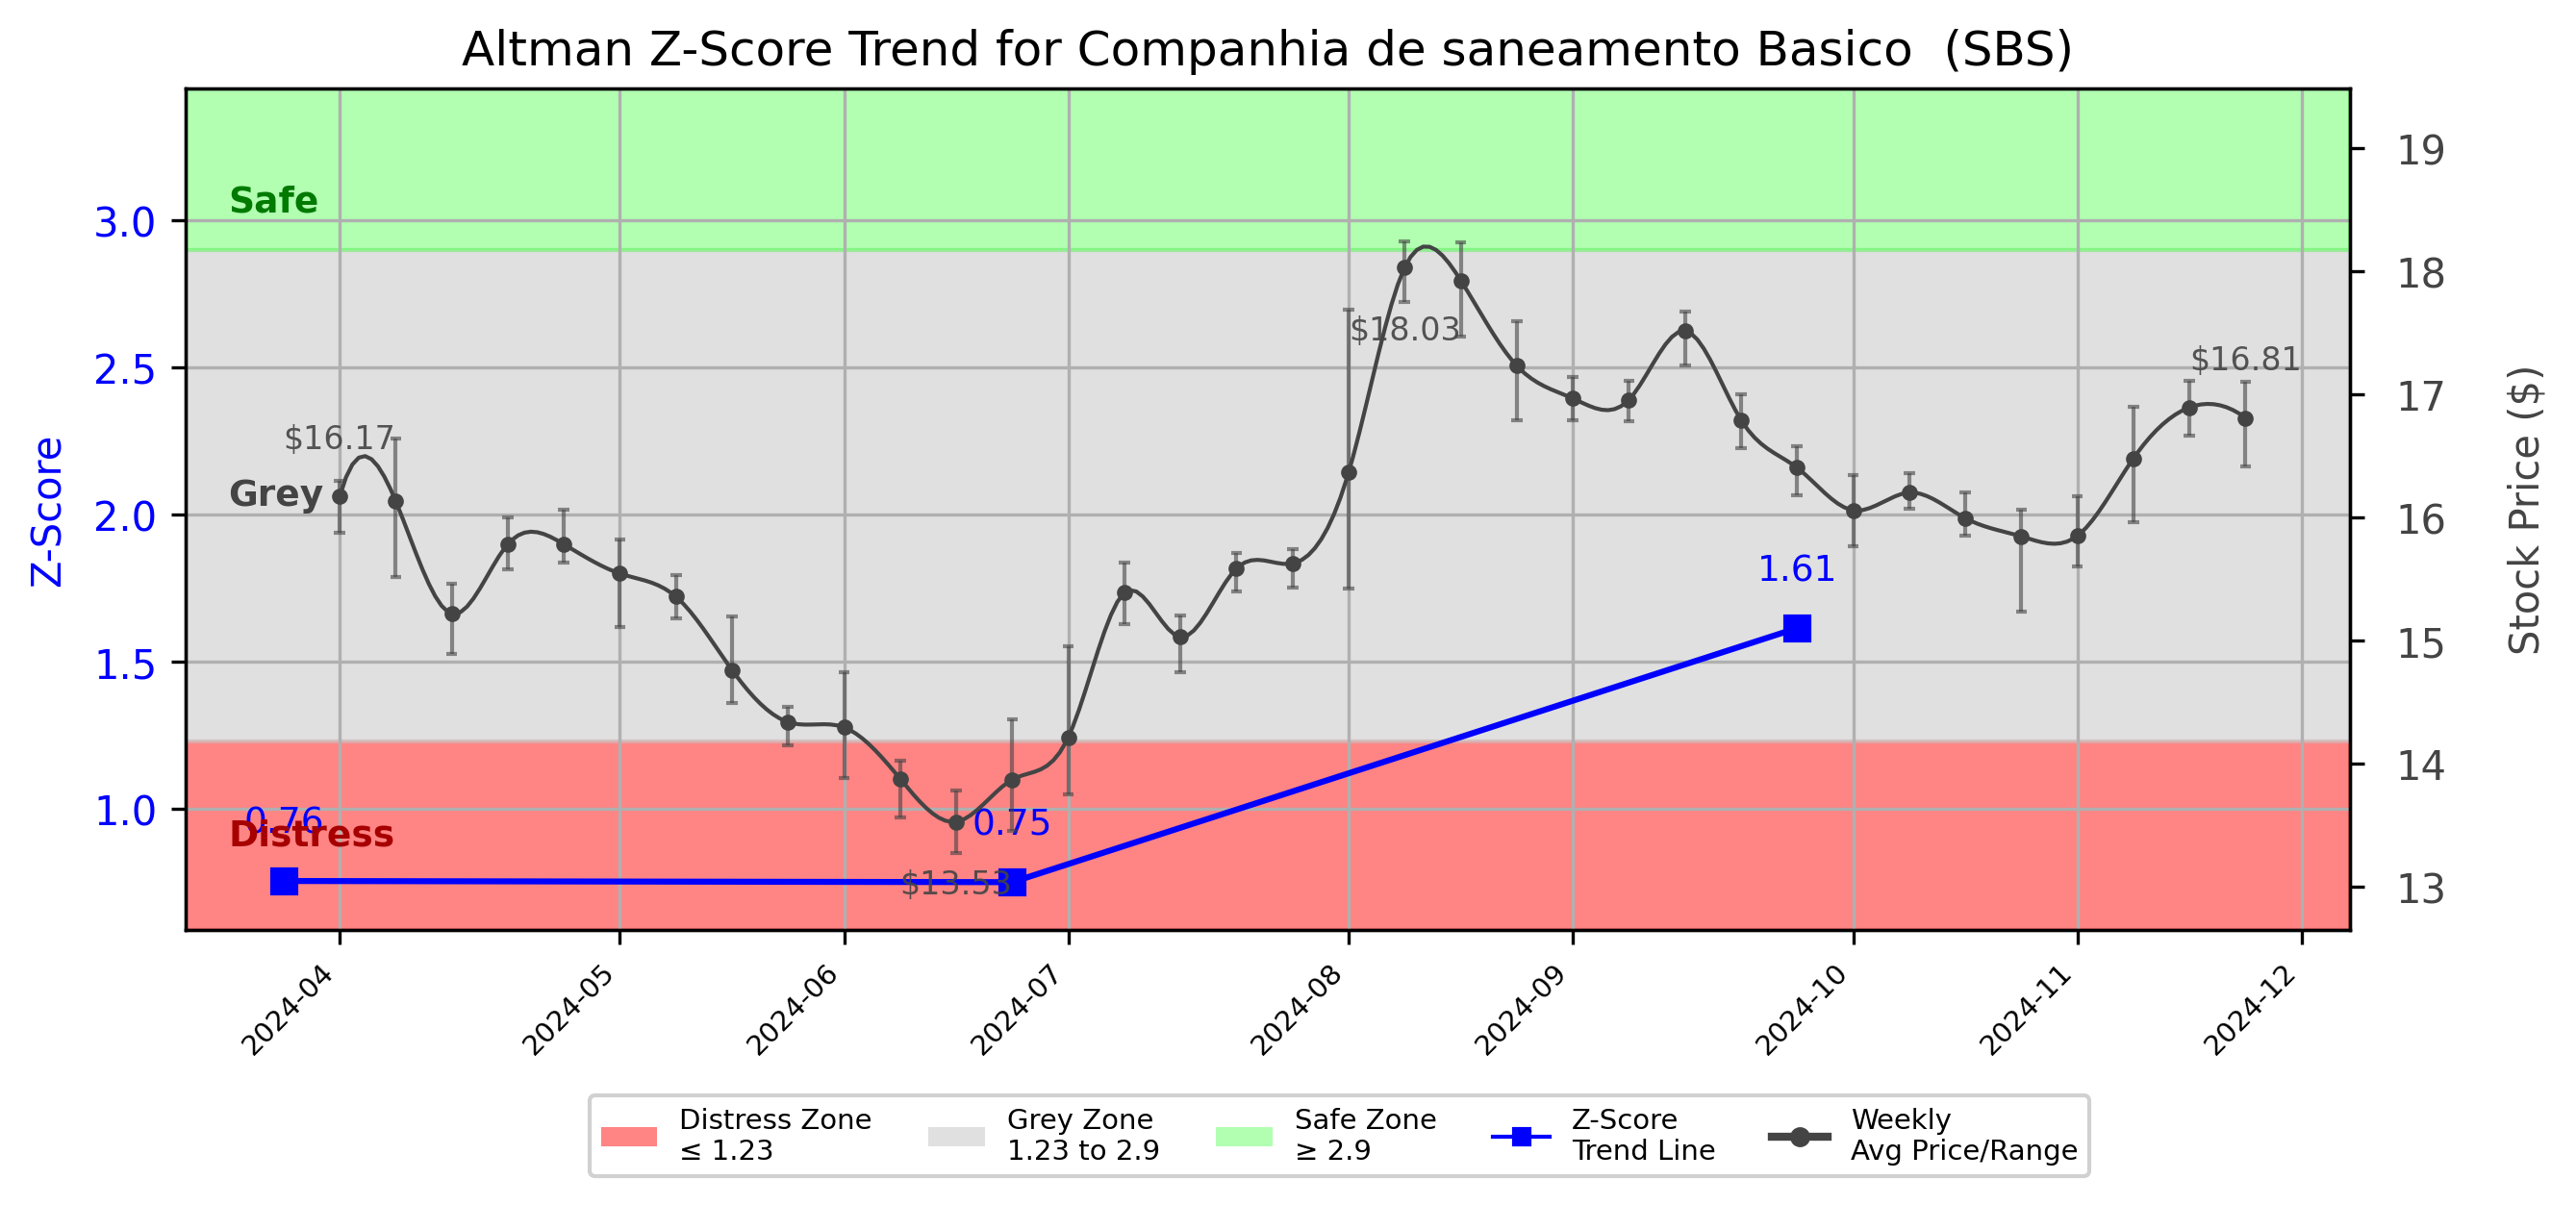 Altman Z-Score Trend for Companhia de saneamento Basico  (SBS)
Z-Score
3.0
2.5
2.0
1.5
1.0
Safe
Grey
Distress
$16.17
$18.03
$16.81
$13.53
0.76
0.75
1.61
19
18
17
16
15
14
13
Stock Price ($)
2024-04
2024-05
2024-06
2024-07
2024-08
2024-09
2024-10
2024-11
2024-12
Distress Zone
≤ 1.23
Grey Zone
1.23 to 2.9
Safe Zone
≥ 2.9
Z-Score
Trend Line
Weekly
Avg Price/Range